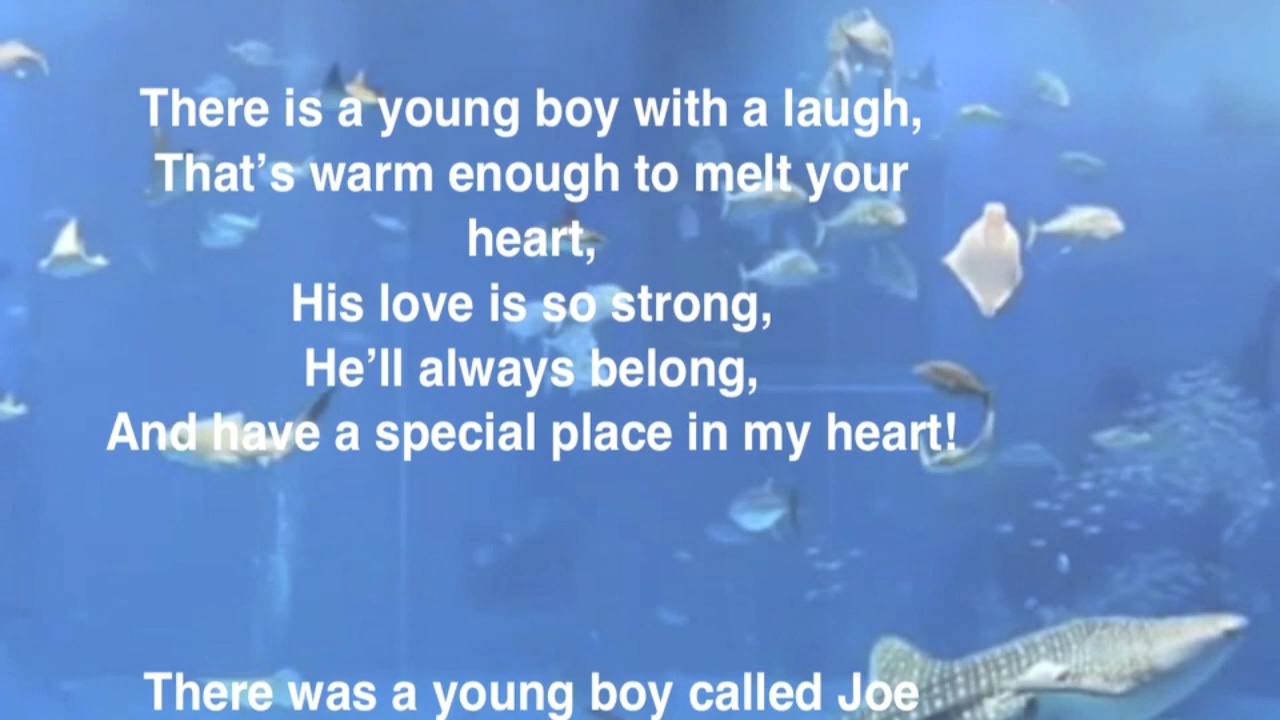 There is a young boy with a laugh,
That’s warm enough to melt your
heart,
His love is so strong,
He’ll always belong,
And have a special place in my heart!
There was a young boy called Joe